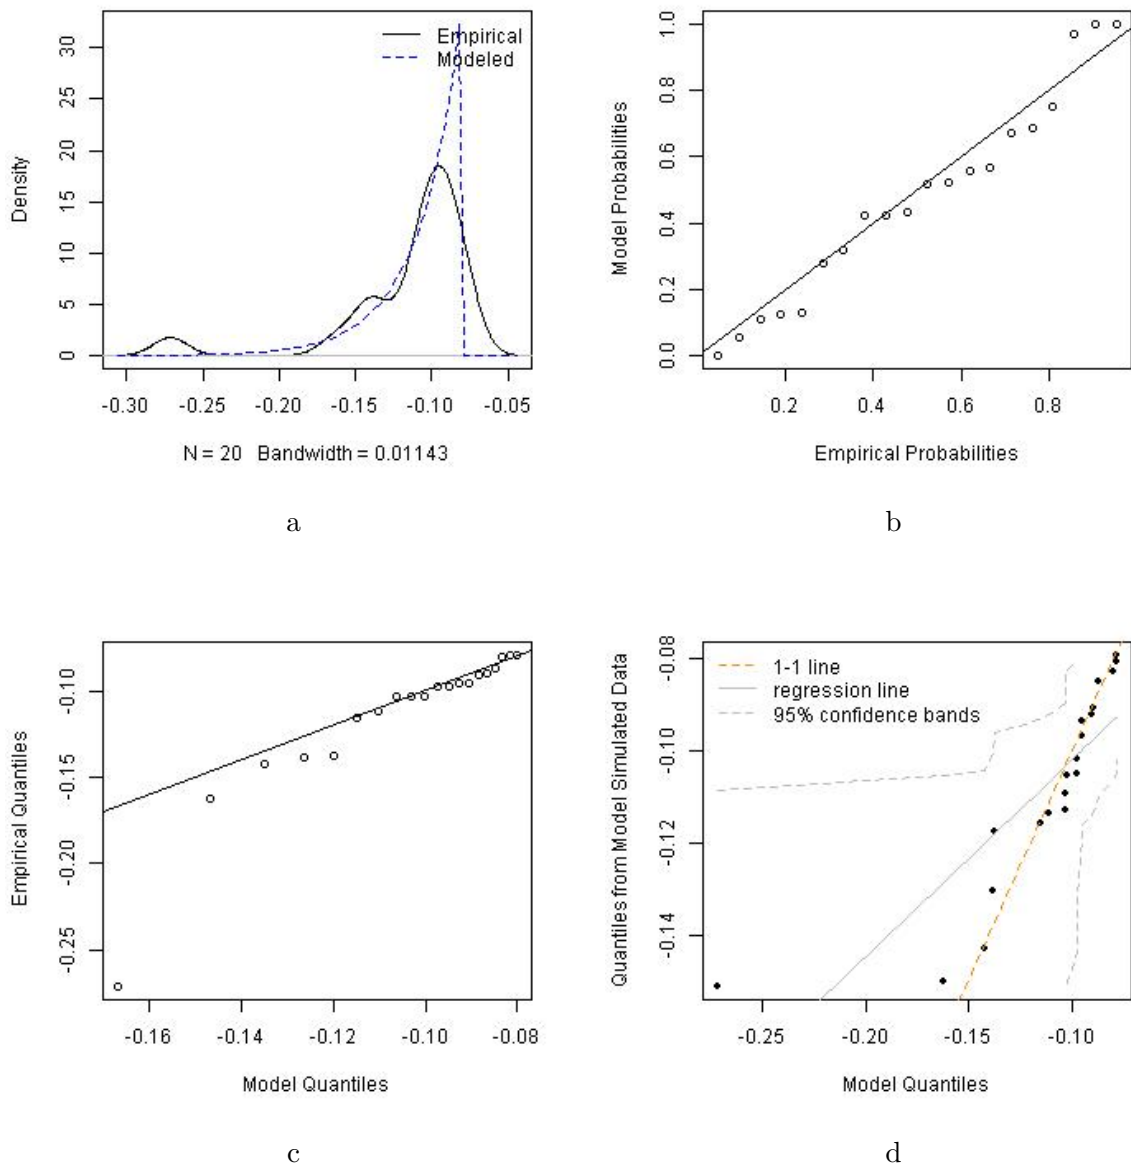 Empirical
Modeled
Density
0 5 10 15 20 25 30
-0.30 -0.25 -0.20 -0.15 -0.10 -0.05
N = 20 Bandwidth = 0.01143
a
Model Probabilities
0.0 0.2 0.4 0.6 0.8 1.0
0.2 0.4 0.6 0.8
Empirical Probabilities
b
Empirical Quantiles
-0.25 -0.20 -0.15 -0.10
-0.16 -0.14 -0.12 -0.10 -0.08
Model Quantiles
c
1-1 line
regression line
95% confidence bands
Quantiles from Model Simulated Data
-0.14 -0.12 -0.10 -0.08
-0.25 -0.20 -0.15 -0.10
Model Quantiles
d